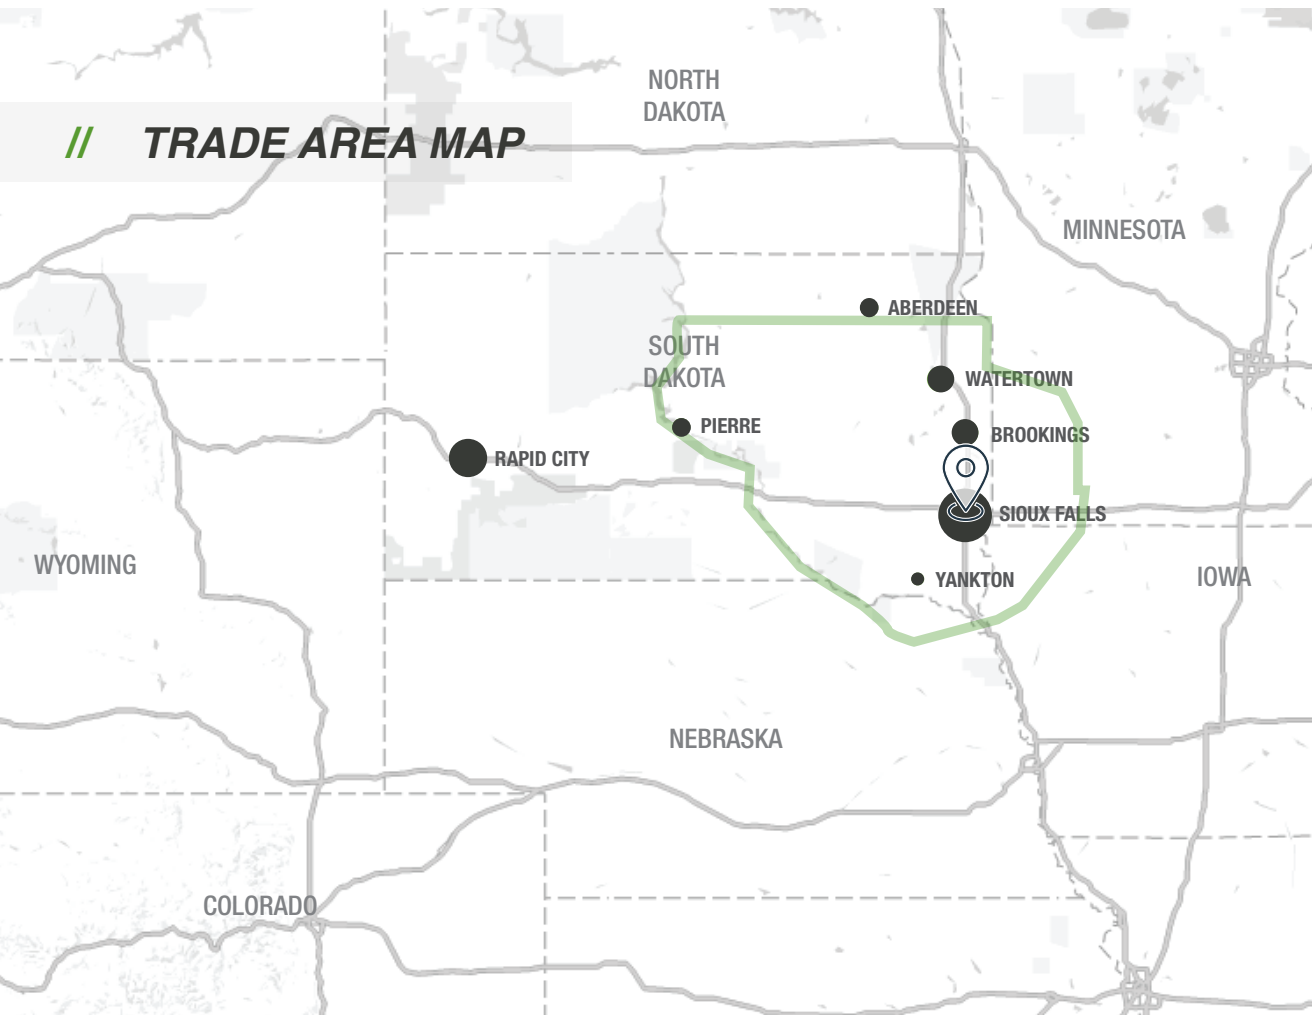 NORTH
DAKOTA
// TRADE AREA MAP
MINNESOTA
ABERDEEN
SOUTH
DAKOTA
WATERTOWN
PIERRE
BROOKINGS
RAPID CITY
SIOUX FALLS
WYOMING
YANKTON
IOWA
NEBRASKA
COLORADO